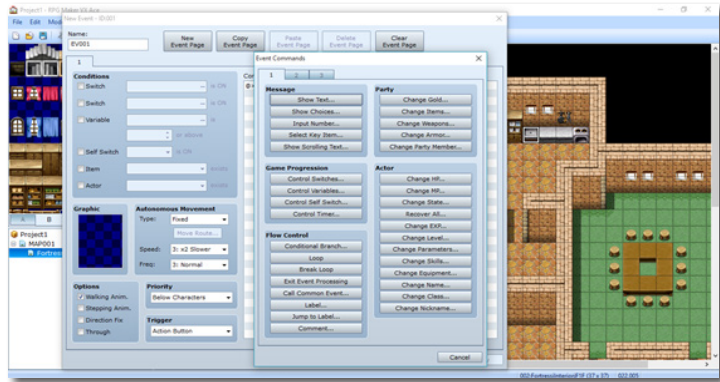 Project1 - RPG Maker VX Ace
File Edit Mod
New Event - ID:001
Name:
EV001
New
Event Page
Copy
Event Page
Paste
Event Page
Delete
Event Page
Clear
Event Page
1
Conditions
Switch
is ON
Switch
is ON
Variable
is
or above
Self Switch
is ON
Item
exists
Actor
exists
Graphic
Autonomous Movement
Type: Fixed
Move Route...
Speed: 3: x2 Slower
Freq: 3: Normal
Options
Walking Anim.
Stepping Anim.
Direction Fix
Through
Priority
Below Characters
Trigger
Action Button
A B
Project1
MAP001
Fortres
Event Commands
1 2 3
Message
Show Text...
Show Choices...
Input Number...
Select Key Item...
Show Scrolling Text...
Game Progression
Control Switches...
Control Variables...
Control Self Switch...
Control Timer...
Flow Control
Conditional Branch...
Loop
Break Loop
Exit Event Processing
Call Common Event...
Label...
Jump to Label...
Comment...
Party
Change Gold...
Change Items...
Change Weapons...
Change Armor...
Change Party Member...
Actor
Change HP...
Change MP...
Change State...
Recover All...
Change EXP...
Change Level...
Change Parameters...
Change Skills...
Change Equipment...
Change Name...
Change Class...
Change Nickname...
Cancel
002:FortressInterior1F (37 x 37) 022,005